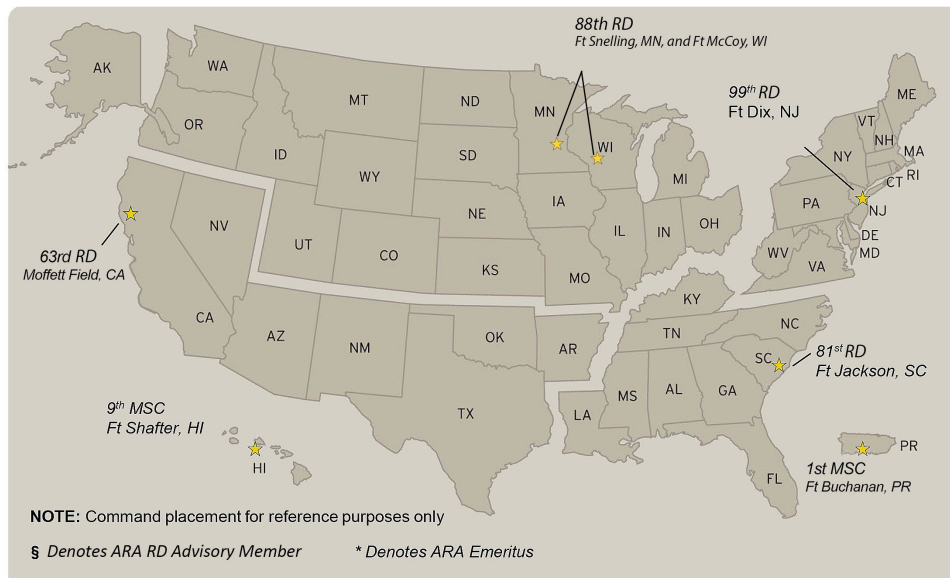 88th RD
Ft Snelling, MN, and Ft McCoy, WI
99th RD
Ft Dix, NJ
AK
WA
MT
ND
MN
ME
VT
NH
OR
ID
WY
SD
WI
MI
NY
MA
RI
CT
NV
UT
CO
NE
KS
IA
MO
IL
IN
OH
PA
NJ
DE
MD
WV
VA
63rd RD
Moffett Field, CA
CA
AZ
NM
OK
AR
KY
TN
NC
SC
81st RD
Ft Jackson, SC
TX
LA
MS
AL
GA
FL
9th MSC
Ft Shafter, HI
HI
PR
1st MSC
Ft Buchanan, PR
NOTE: Command placement for reference purposes only
§ Denotes ARA RD Advisory Member
* Denotes ARA Emeritus